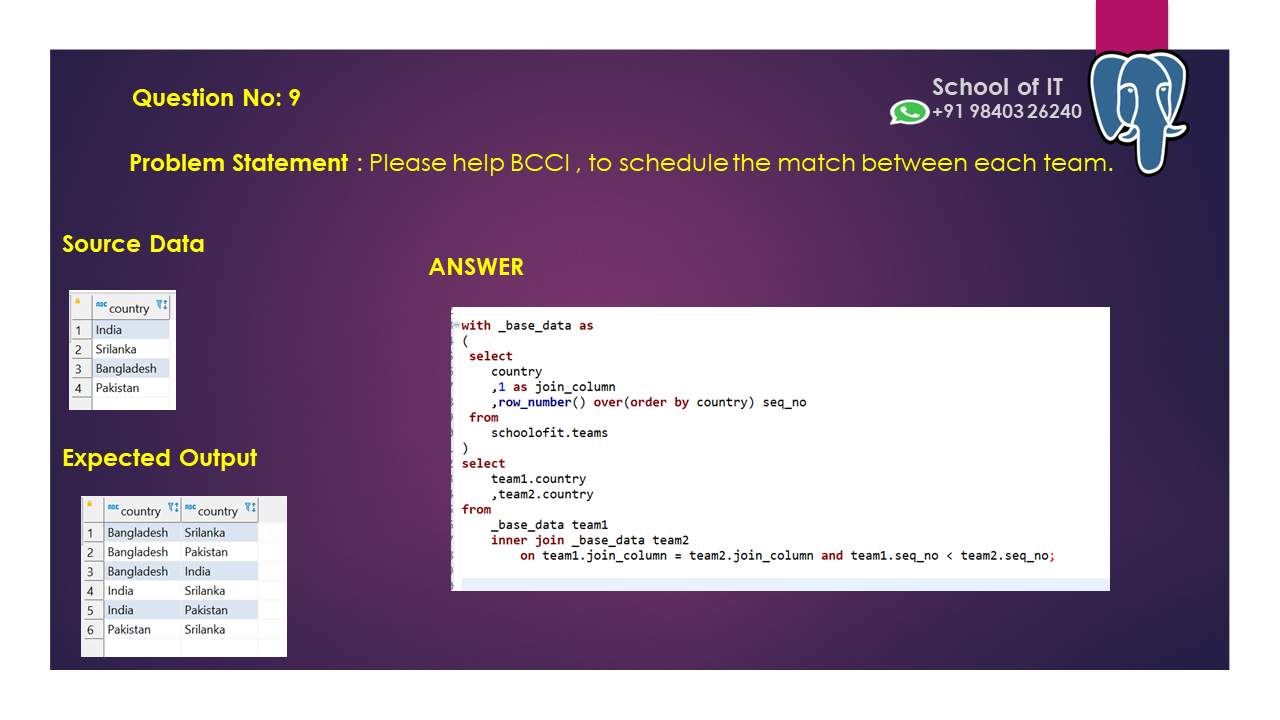 Question No: 9
School of IT
+91 98403 26240
Problem Statement : Please help BCCI , to schedule the match between each team.
Source Data
ABC country
1 India
2 Srilanka
3 Bangladesh
4 Pakistan
Expected Output
ABC country ABC country
1 Bangladesh Srilanka
2 Bangladesh Pakistan
3 Bangladesh India
4 India Srilanka
5 India Pakistan
6 Pakistan Srilanka
ANSWER
with _base_data as
(
select
country
,1 as join_column
,row_number() over(order by country) seq_no
from
schoolofit.teams
)
select
team1.country
,team2.country
from
_base_data team1
inner join _base_data team2
on team1.join_column = team2.join_column and team1.seq_no < team2.seq_no;